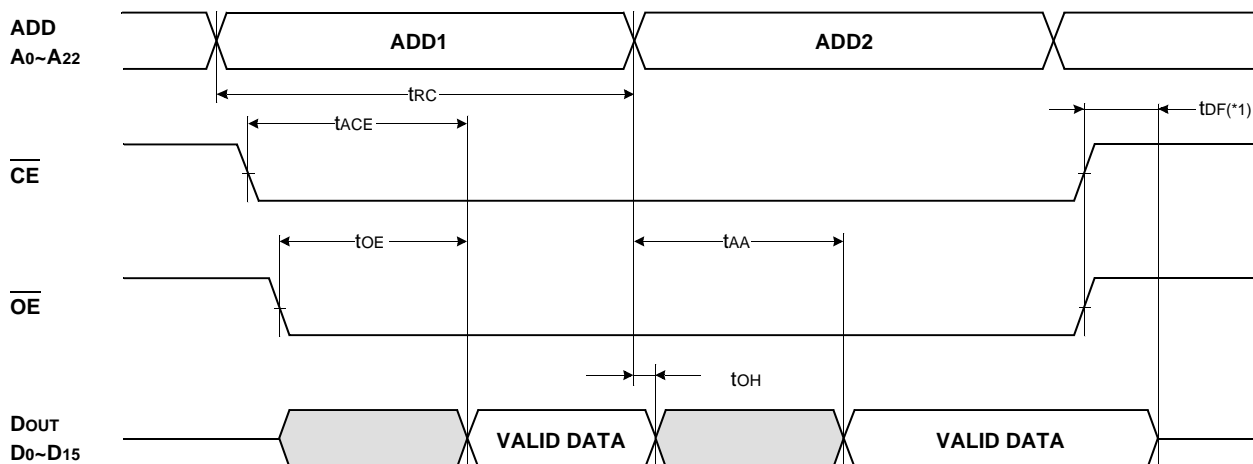 ADD
A0~A22
ADD1
ADD2
tRC
tDF(*1)
tACE
CE
tOE
tAA
OE
tOH
DOUT
D0~D15
VALID DATA
VALID DATA